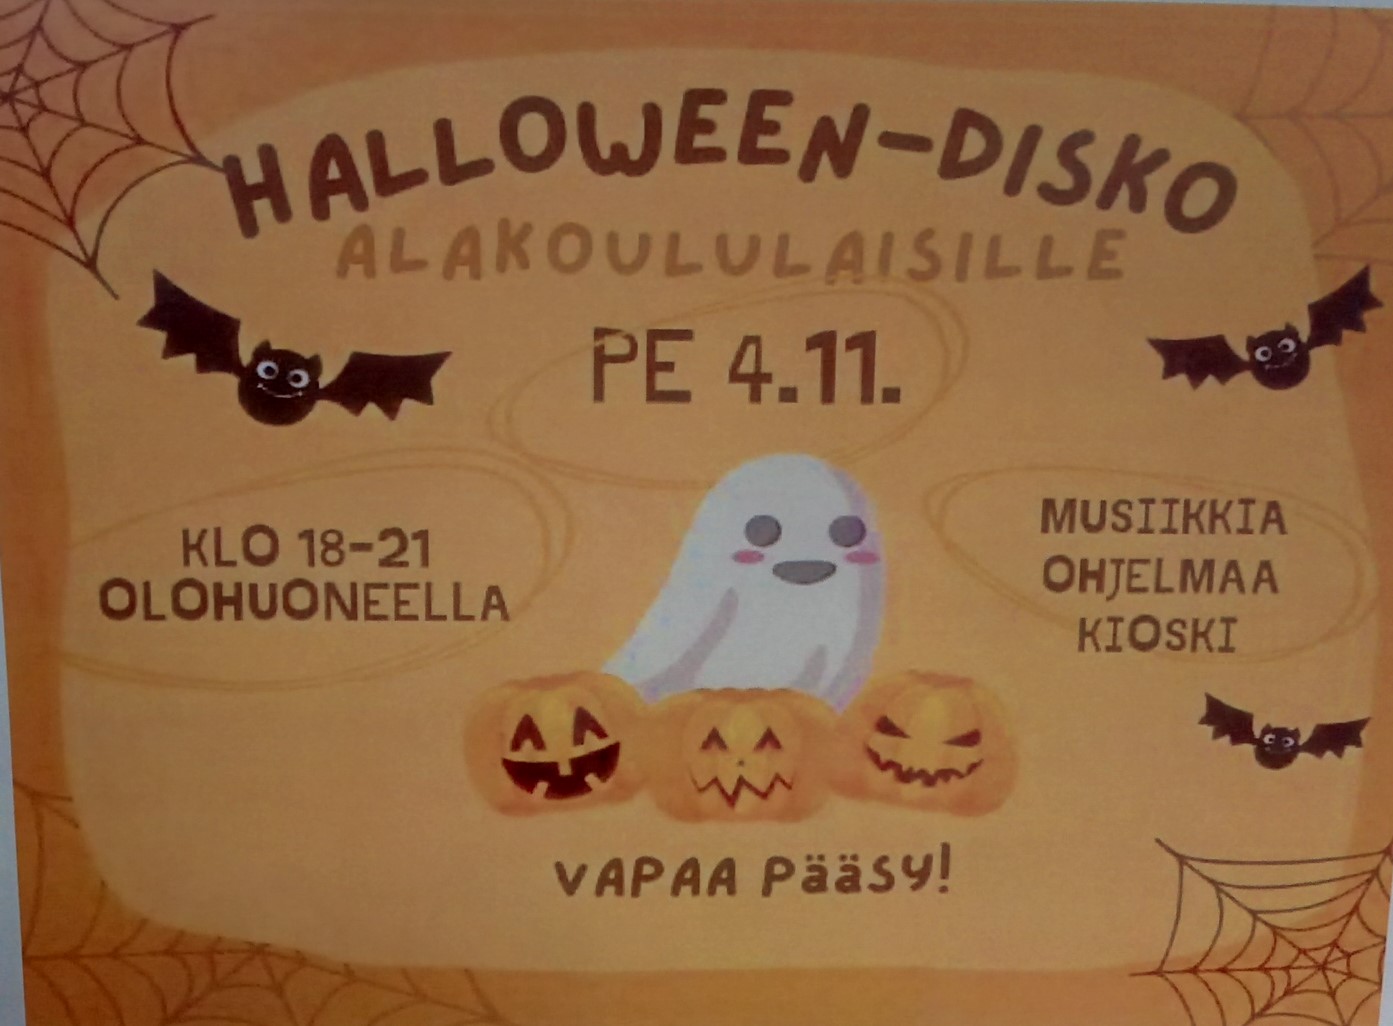 HALLOWEEN-DISKO
ALAKOULULAISILLE
PE 4.11.
KLO 18-21
OLOHUONEELLA
MUSIIKKIA
OHJELMAA
KIOSKI
VAPAA Pääsy!